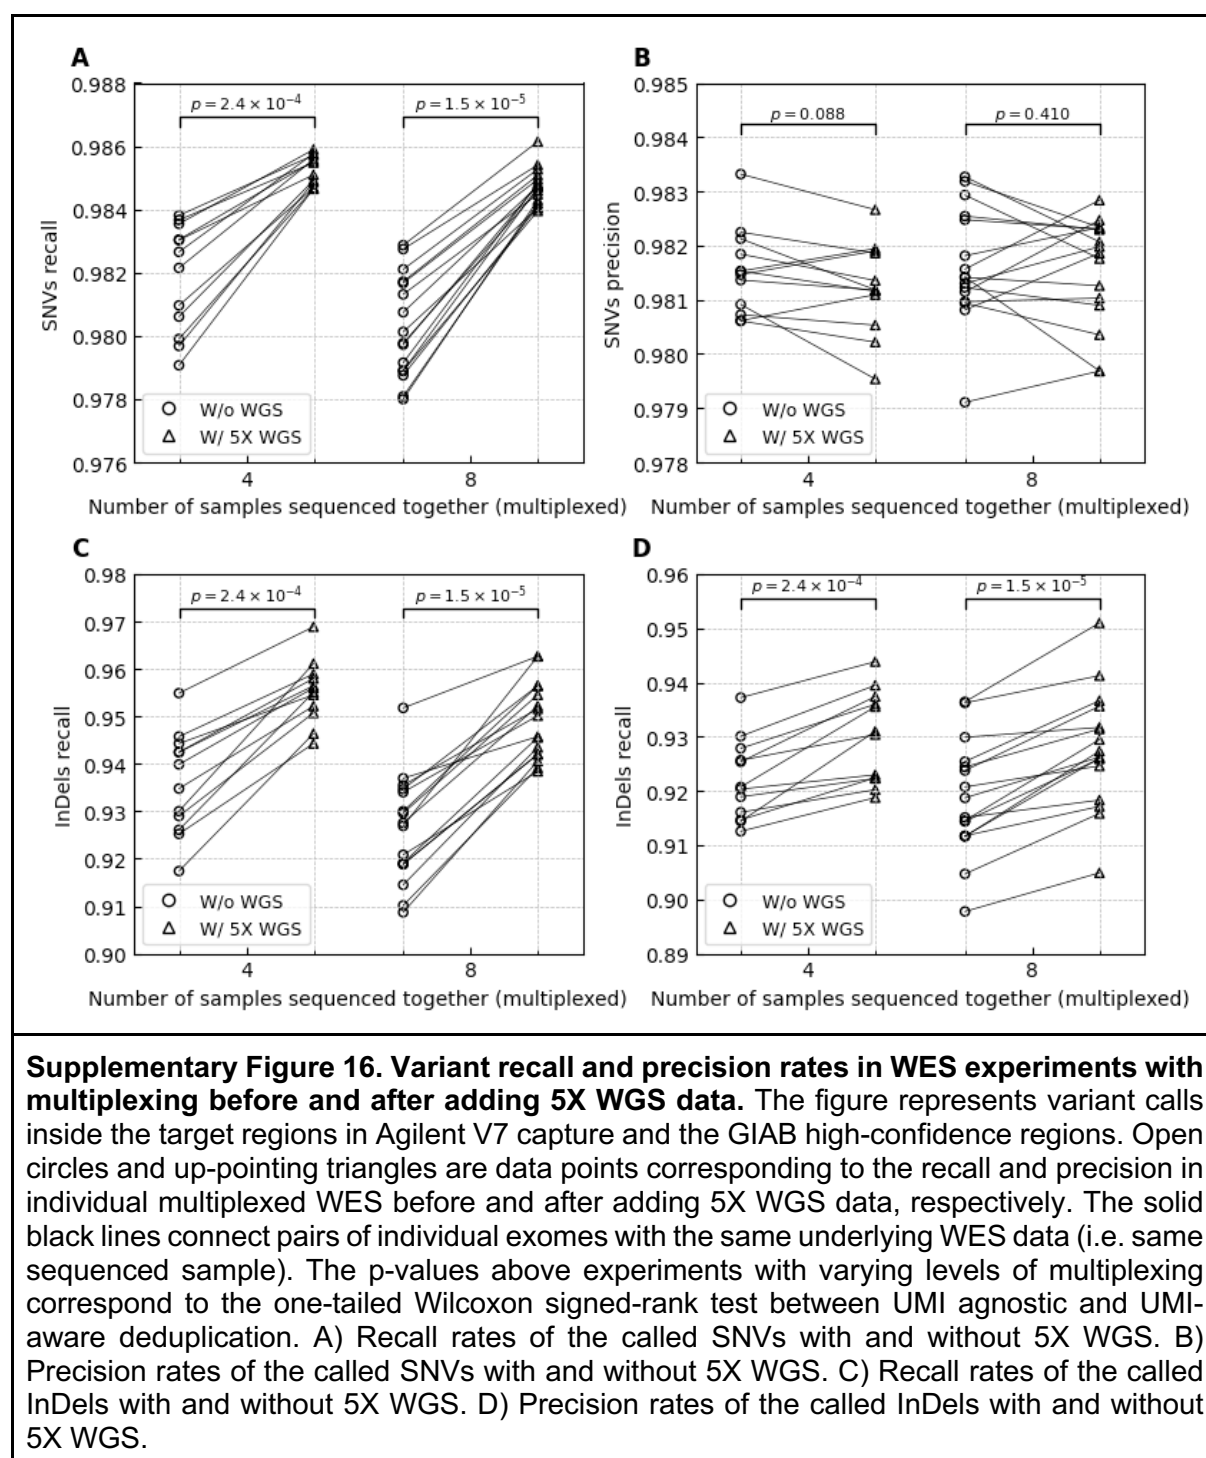 A
0.988
0.986
0.984
0.982
0.980
0.978
0.976
SNVs recall
p = 2.4 × 10⁻⁴
p = 1.5 × 10⁻⁵
W/o WGS
W/ 5X WGS
4
8
Number of samples sequenced together (multiplexed)
B
0.985
0.984
0.983
0.982
0.981
0.980
0.979
0.978
SNVs precision
p = 0.088
p = 0.410
W/o WGS
W/ 5X WGS
4
8
Number of samples sequenced together (multiplexed)
C
0.98
0.97
0.96
0.95
0.94
0.93
0.92
0.91
0.90
InDels recall
p = 2.4 × 10⁻⁴
p = 1.5 × 10⁻⁵
W/o WGS
W/ 5X WGS
4
8
Number of samples sequenced together (multiplexed)
D
0.96
0.95
0.94
0.93
0.92
0.91
0.90
0.89
InDels recall
p = 2.4 × 10⁻⁴
p = 1.5 × 10⁻⁵
W/o WGS
W/ 5X WGS
4
8
Number of samples sequenced together (multiplexed)
Supplementary Figure 16. Variant recall and precision rates in WES experiments with
multiplexing before and after adding 5X WGS data. The figure represents variant calls
inside the target regions in Agilent V7 capture and the GIAB high-confidence regions. Open
circles and up-pointing triangles are data points corresponding to the recall and precision in
individual multiplexed WES before and after adding 5X WGS data, respectively. The solid
black lines connect pairs of individual exomes with the same underlying WES data (i.e. same
sequenced sample). The p-values above experiments with varying levels of multiplexing
correspond to the one-tailed Wilcoxon signed-rank test between UMI agnostic and UMI-
aware deduplication. A) Recall rates of the called SNVs with and without 5X WGS. B)
Precision rates of the called SNVs with and without 5X WGS. C) Recall rates of the called
InDels with and without 5X WGS. D) Precision rates of the called InDels with and without
5X WGS.